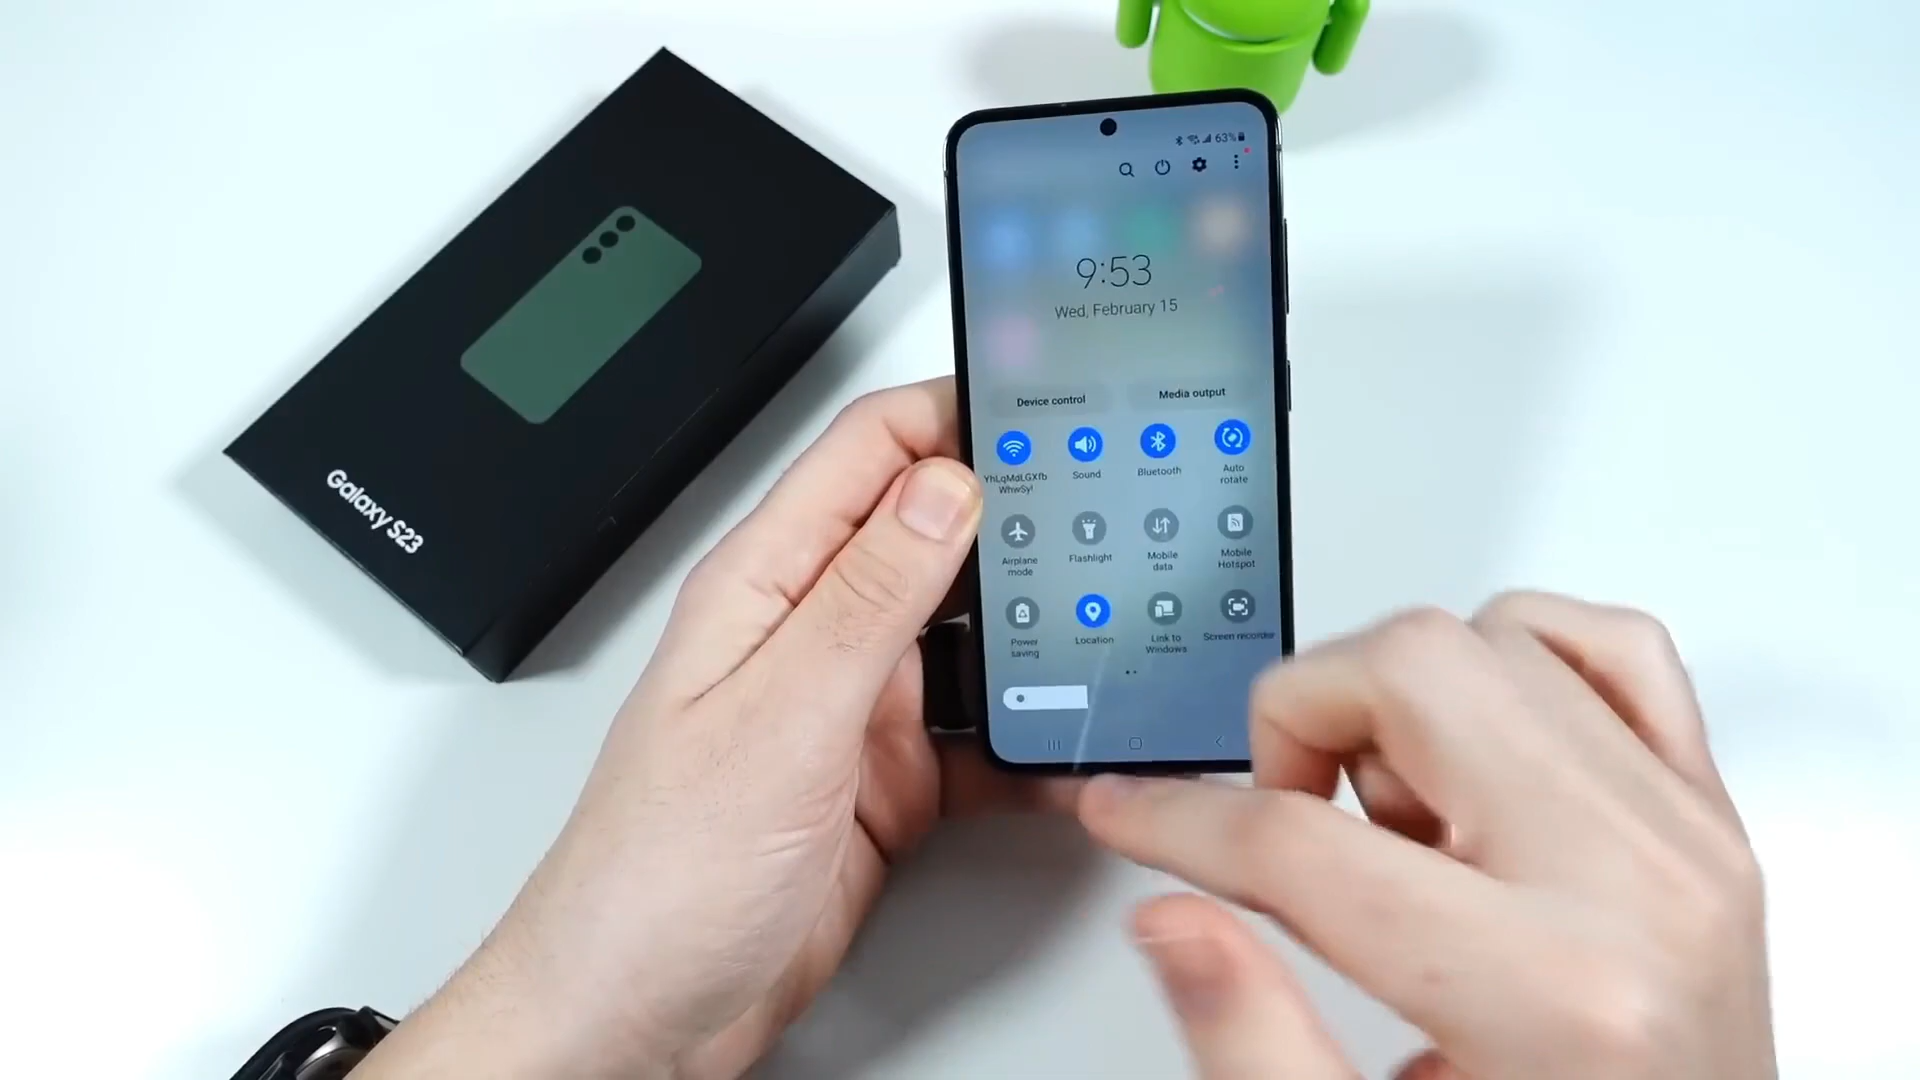 Galaxy S23
63%
9:53
Wed, February 15
Device control
Media output
YhLqMdLGXfb
WhwSyl
Sound
Bluetooth
Auto
rotate
Airplane
mode
Flashlight
Mobile
data
Mobile
Hotspot
Power
saving
Location
Link to
Windows
Screen recorder